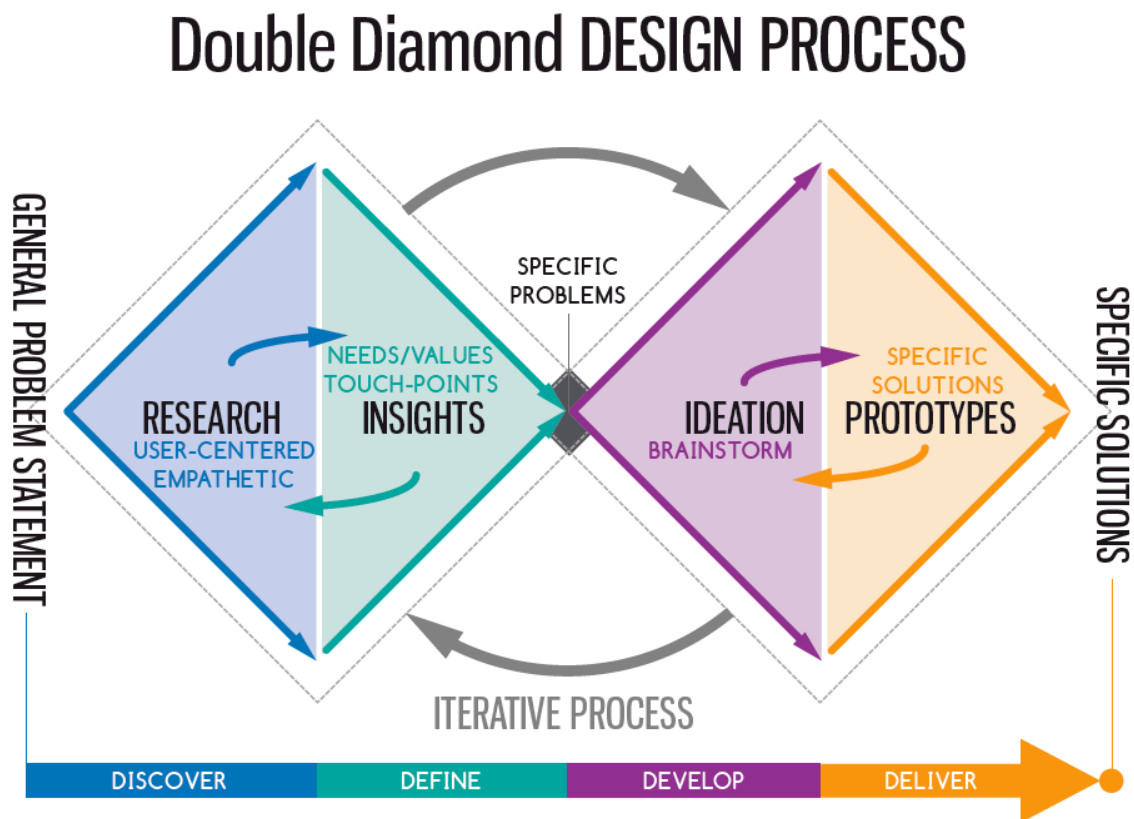 Double Diamond DESIGN PROCESS
GENERAL PROBLEM STATEMENT
SPECIFIC
PROBLEMS
NEEDS/VALUES
TOUCH-POINTS
RESEARCH
USER-CENTERED
EMPATHETIC
INSIGHTS
IDEATION
BRAINSTORM
SPECIFIC
SOLUTIONS
PROTOTYPES
SPECIFIC SOLUTIONS
ITERATIVE PROCESS
DISCOVER
DEFINE
DEVELOP
DELIVER